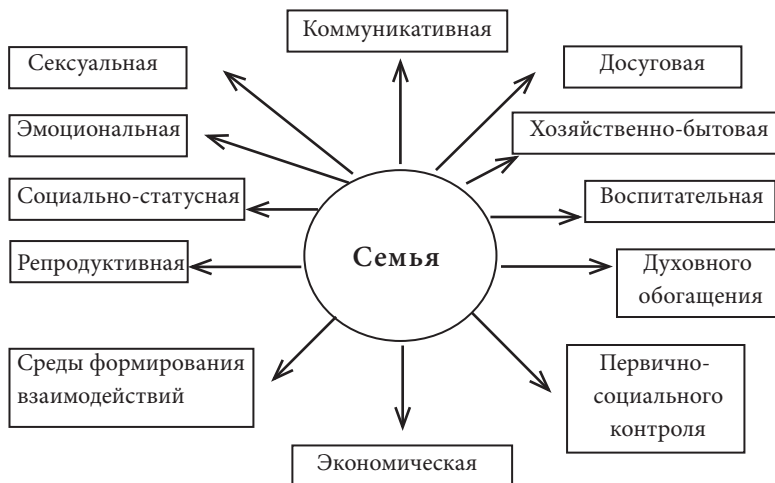 Коммуникативная
Сексуальная
Досуговая
Эмоциональная
Хозяйственно-бытовая
Социально-статусная
Воспитательная
Семья
Репродуктивная
Духовного
обогащения
Среды формирования
взаимодействий
Первично-
социального
контроля
Экономическая